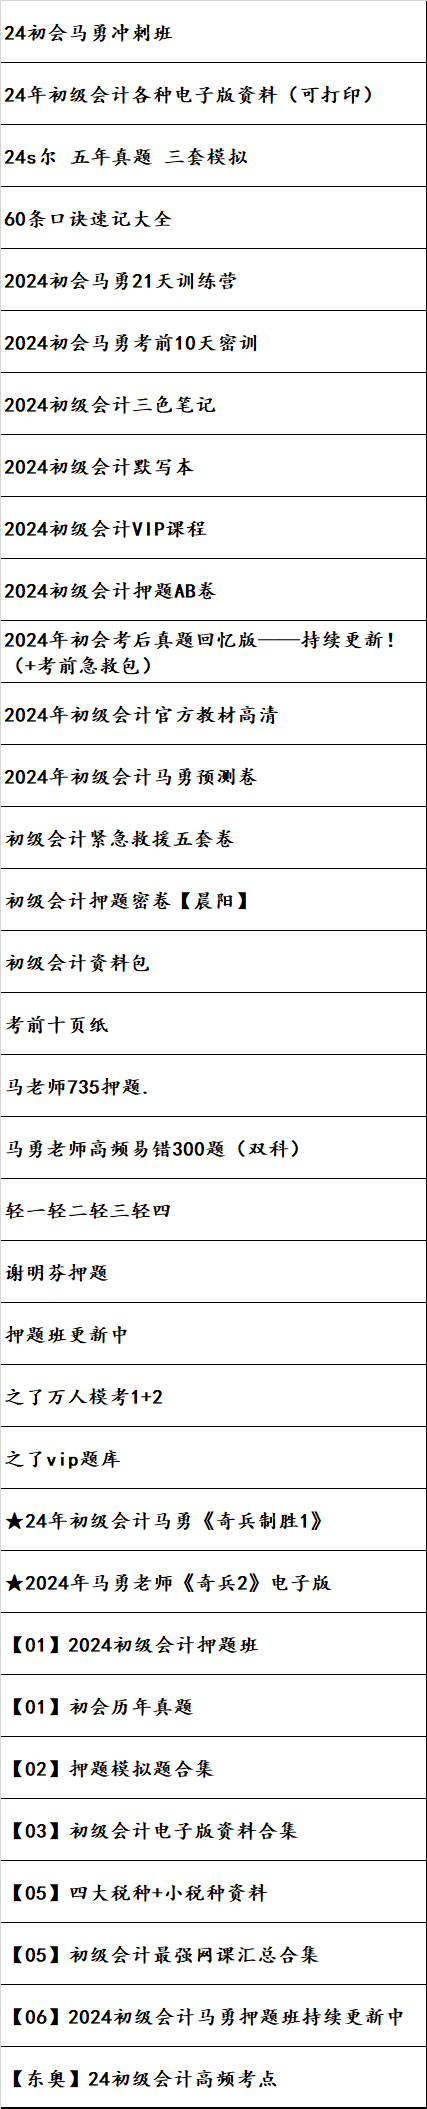 24初会马勇冲刺班
24年初级会计各种电子版资料（可打印）
24s尔 五年真题 三套模拟
60条口诀速记大全
2024初会马勇21天训练营
2024初会马勇考前10天密训
2024初级会计三色笔记
2024初级会计默写本
2024初级会计VIP课程
2024初级会计押题AB卷
2024年初会考后真题回忆版——持续更新!
（+考前急救包）
2024年初级会计官方教材高清
2024年初级会计马勇预测卷
初级会计紧急救援五套卷
初级会计押题密卷【晨阳】
初级会计资料包
考前十页纸
马老师735押题.
马勇老师高频易错300题（双科）
轻一轻二轻三轻四
谢明芬押题
押题班更新中
之了万人模考1+2
之了vip题库
★24年初级会计马勇《奇兵制胜1》
★2024年马勇老师《奇兵2》电子版
【01】2024初级会计押题班
【01】初会历年真题
【02】押题模拟题合集
【03】初级会计电子版资料合集
【05】四大税种+小税种资料
【05】初级会计最强网课汇总合集
【06】2024初级会计马勇押题班持续更新中
【东奥】24初级会计高频考点